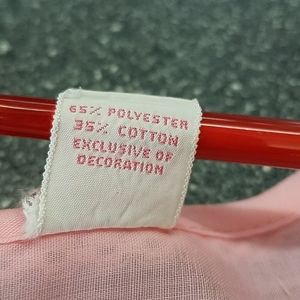 65% POLYESTER
35% COTTON
EXCLUSIVE OF
DECORATION